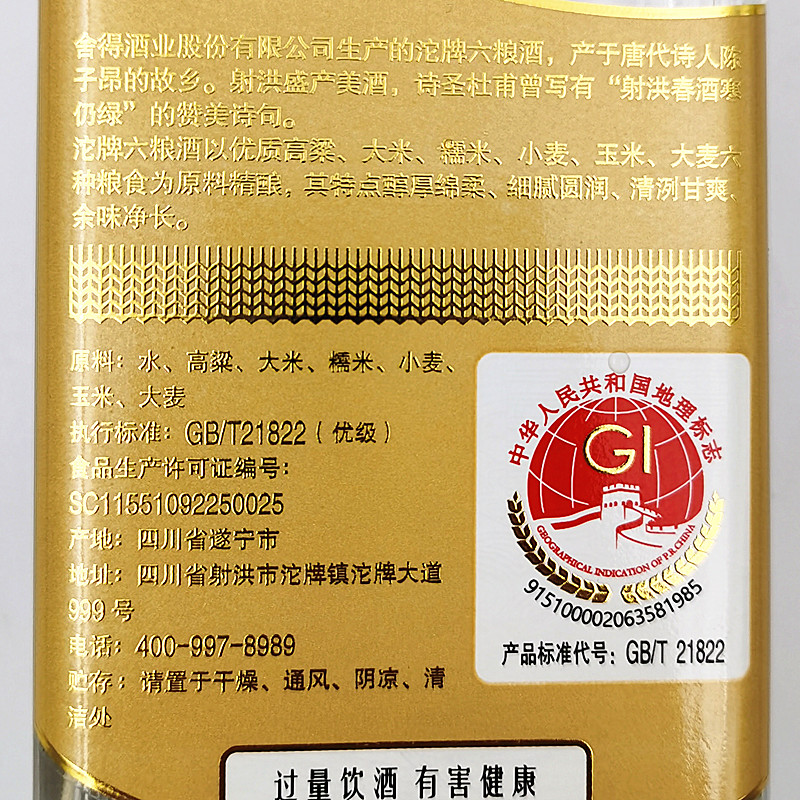 舍得酒业股份有限公司生产的沱牌六粮酒，产于唐代诗人陈
子昂的故乡。射洪盛产美酒，诗圣杜甫曾写有“射洪春酒寒
仍绿”的赞美诗句。
沱牌六粮酒以优质高粱、大米、糯米、小麦、玉米、大麦六
种粮食为原料精酿，其特点醇厚绵柔、细腻圆润、清冽甘爽、
余味净长。
原料：水、高粱、大米、糯米、小麦、
玉米、大麦
执行标准：GB/T21822（优级）
食品生产许可证编号：
SC11551092250025
产地：四川省遂宁市
地址：四川省射洪市沱牌镇沱牌大道
999号
电话：400-997-8989
贮存：请置于干燥、通风、阴凉、清
洁处
中华人民共和国地理标志
GI
GEOGRAPHICAL INDICATION OF P.R.CHINA
915100002063581985
产品标准代号：GB/T 21822
过量饮酒 有害健康